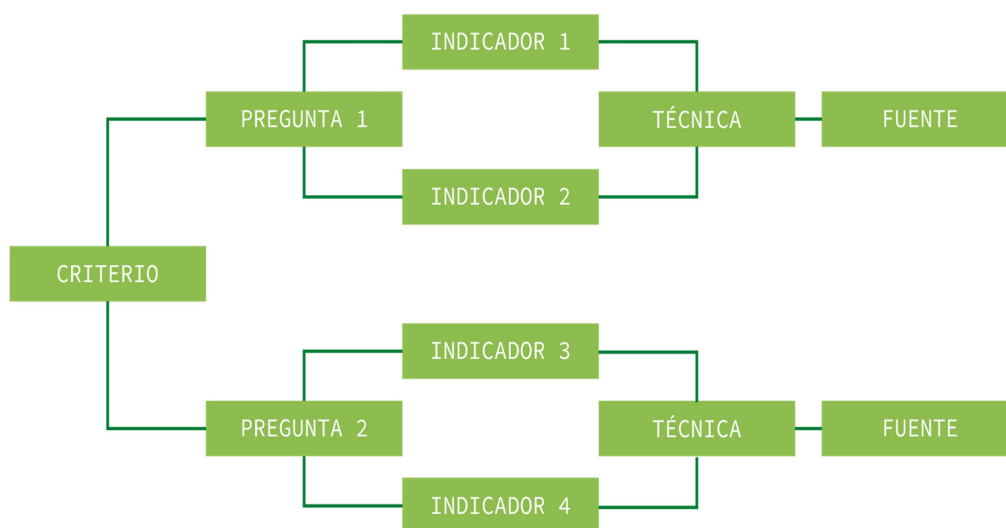 INDICADOR 1
PREGUNTA 1
TÉCNICA
FUENTE
INDICADOR 2
CRITERIO
INDICADOR 3
PREGUNTA 2
TÉCNICA
FUENTE
INDICADOR 4